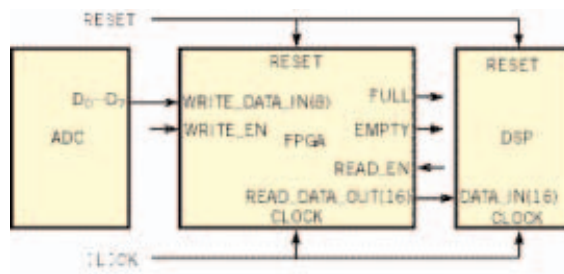 RESET
RESET
RESET
D0–D7
WRITE_DATA_IN(8)
FULL
ADC
WRITE_EN
FPGA
EMPTY
DSP
READ_EN
READ_DATA_OUT(16)
DATA_IN(16)
CLOCK
CLOCK
CLOCK